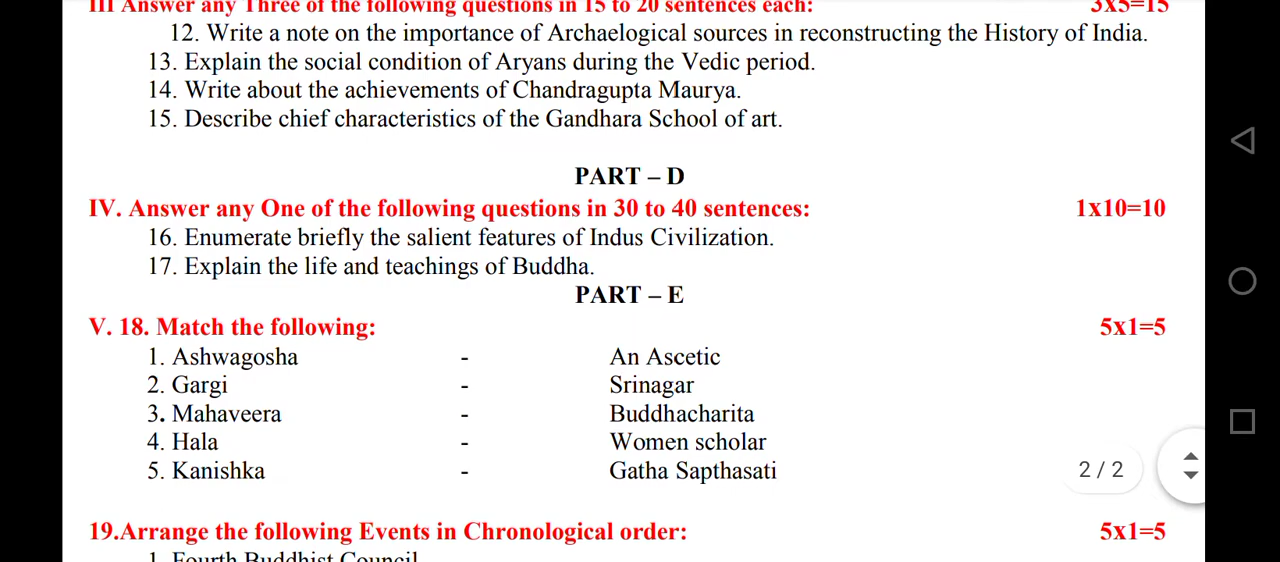 III Answer any Three of the following questions in 15 to 20 sentences each: 3x5=15
12. Write a note on the importance of Archaelogical sources in reconstructing the History of India.
13. Explain the social condition of Aryans during the Vedic period.
14. Write about the achievements of Chandragupta Maurya.
15. Describe chief characteristics of the Gandhara School of art.
PART – D
IV. Answer any One of the following questions in 30 to 40 sentences: 1x10=10
16. Enumerate briefly the salient features of Indus Civilization.
17. Explain the life and teachings of Buddha.
PART – E
V. 18. Match the following: 5x1=5
1. Ashwagosha - An Ascetic
2. Gargi - Srinagar
3. Mahaveera - Buddhacharita
4. Hala - Women scholar
5. Kanishka - Gatha Sapthasati
2 / 2
19.Arrange the following Events in Chronological order: 5x1=5
1. Fourth Buddhist Council